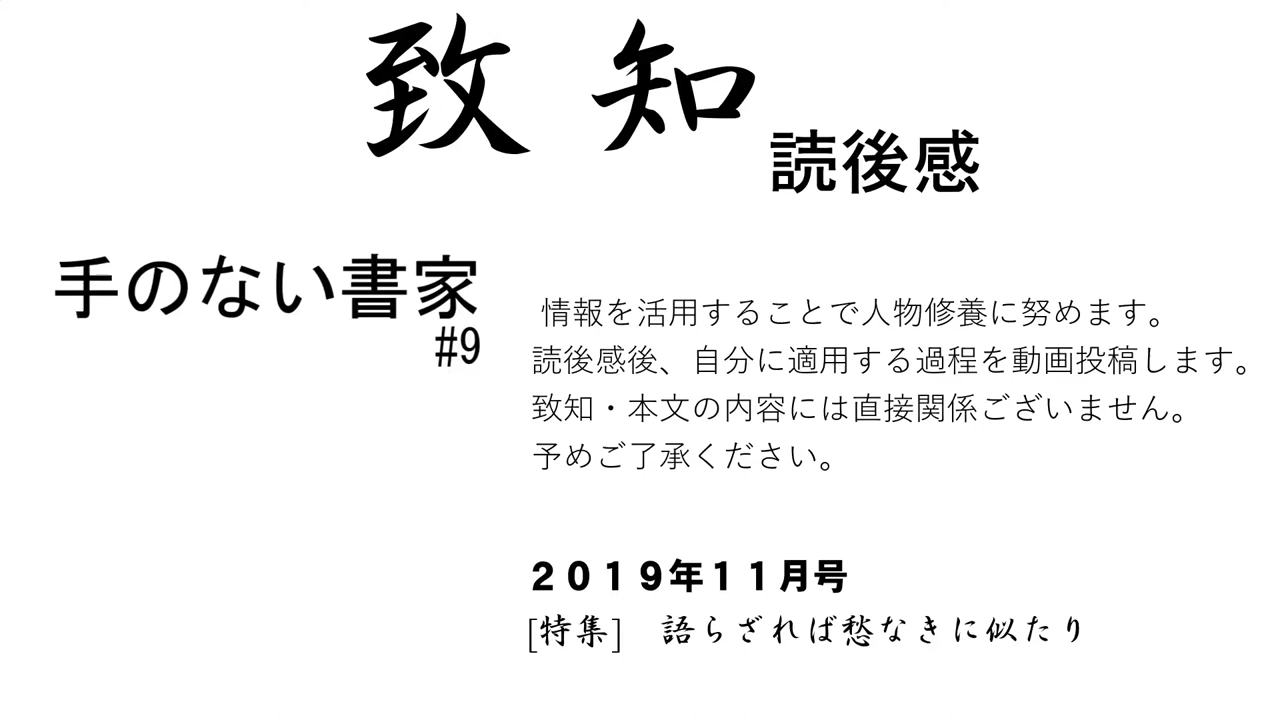 致知
読後感
手のない書家
#9
情報を活用することで人物修養に努めます。
読後感後、自分に適用する過程を動画投稿します。
致知・本文の内容には直接関係ございません。
予めご了承ください。
２０１９年１１月号
[特集]　語らざれば愁なきに似たり